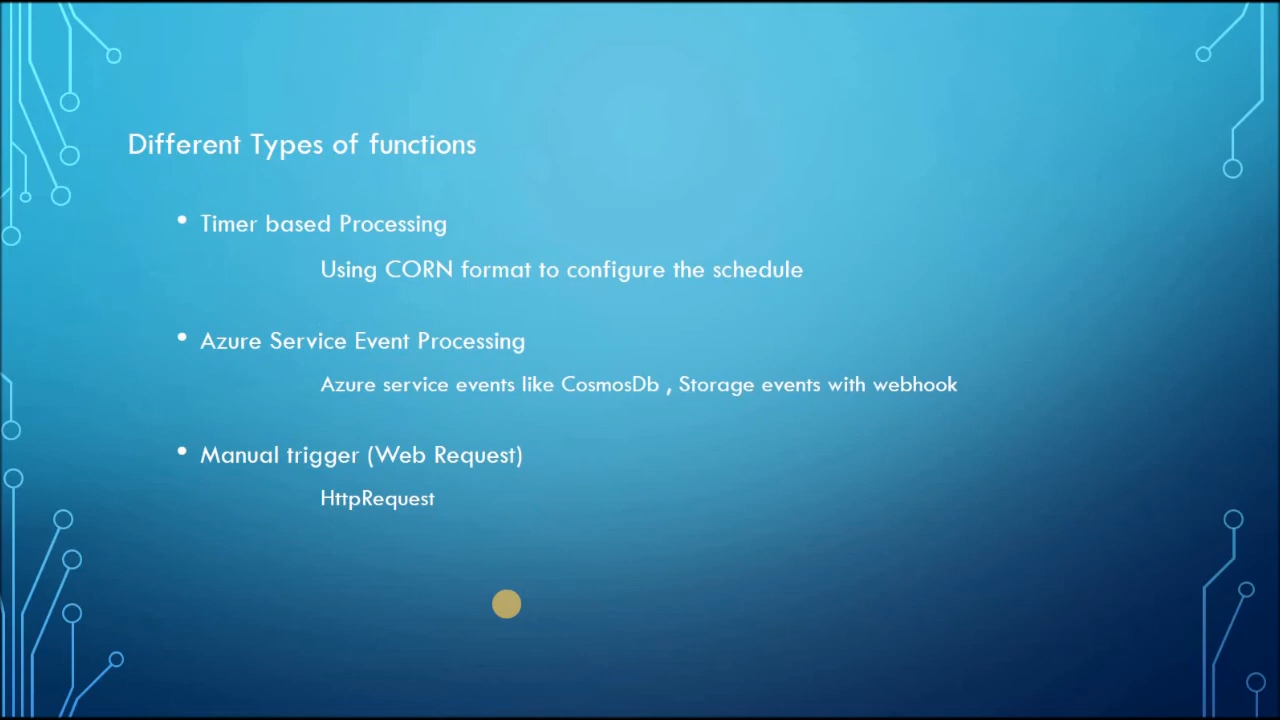 Different Types of functions
• Timer based Processing
Using CORN format to configure the schedule
• Azure Service Event Processing
Azure service events like CosmosDb , Storage events with webhook
• Manual trigger (Web Request)
HttpRequest